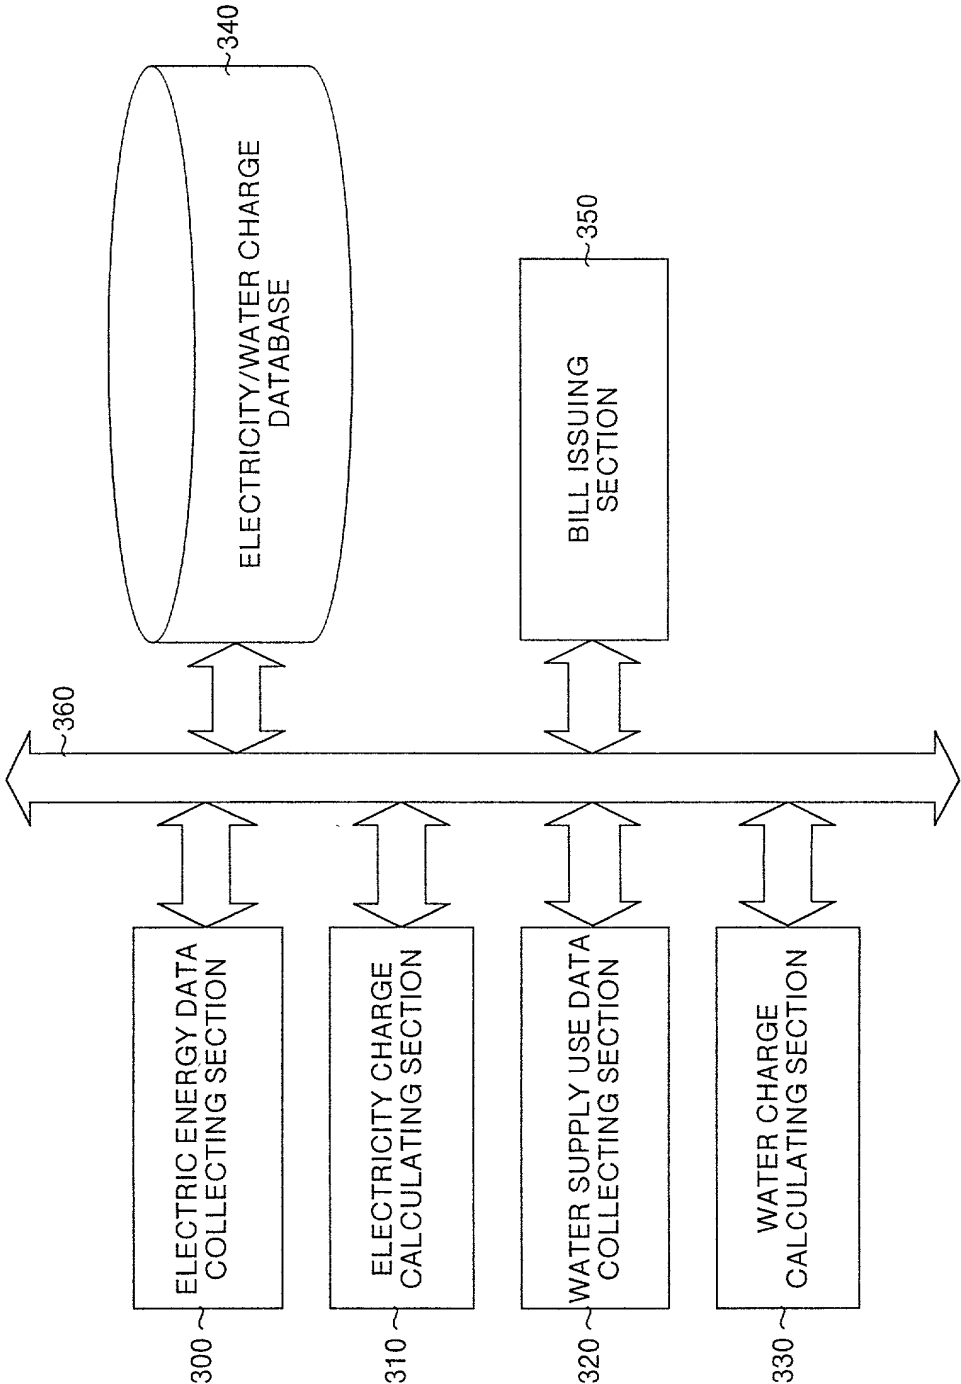 300
ELECTRIC ENERGY DATA
COLLECTING SECTION
310
ELECTRICITY CHARGE
CALCULATING SECTION
320
WATER SUPPLY USE DATA
COLLECTING SECTION
330
WATER CHARGE
CALCULATING SECTION
360
340
ELECTRICITY/WATER CHARGE
DATABASE
350
BILL ISSUING
SECTION